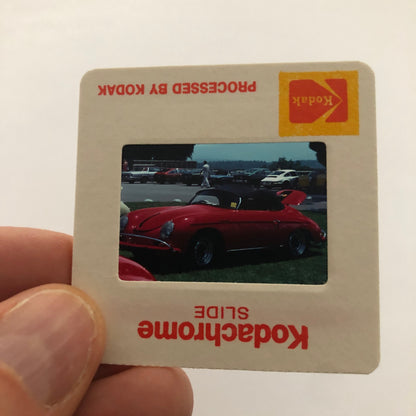 Kodachrome
SLIDE
PROCESSED BY KODAK
Kodak